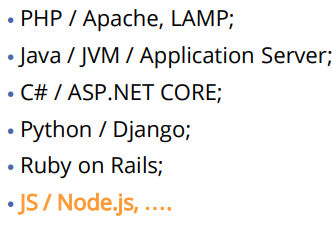 • PHP / Apache, LAMP;
• Java / JVM / Application Server;
• C# / ASP.NET CORE;
• Python / Django;
• Ruby on Rails;
• JS / Node.js, ….